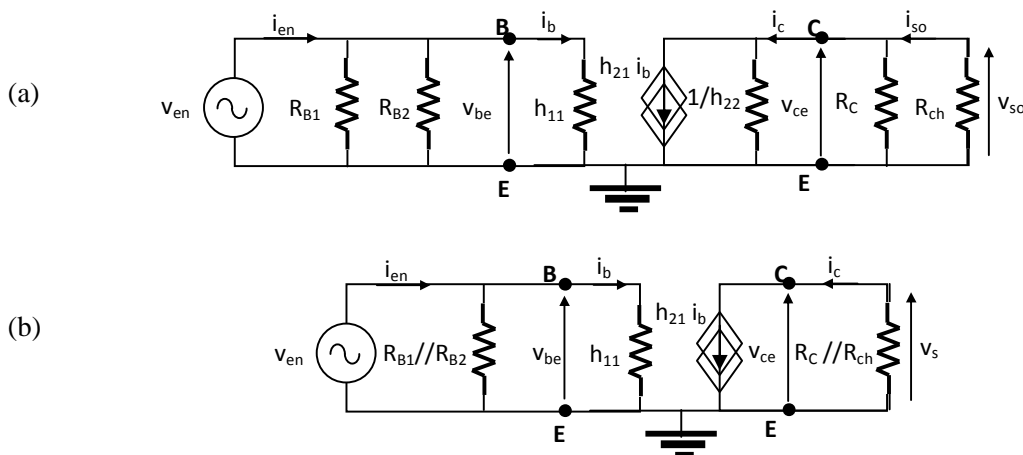 (a)
i_en B i_b i_c C i_so
v_en R_B1 R_B2 v_be h_11 h_21 i_b 1/h_22 v_ce R_C R_ch v_so
E E
(b)
i_en B i_b C i_c
v_en R_B1//R_B2 v_be h_11 h_21 i_b v_ce R_C //R_ch v_s
E E